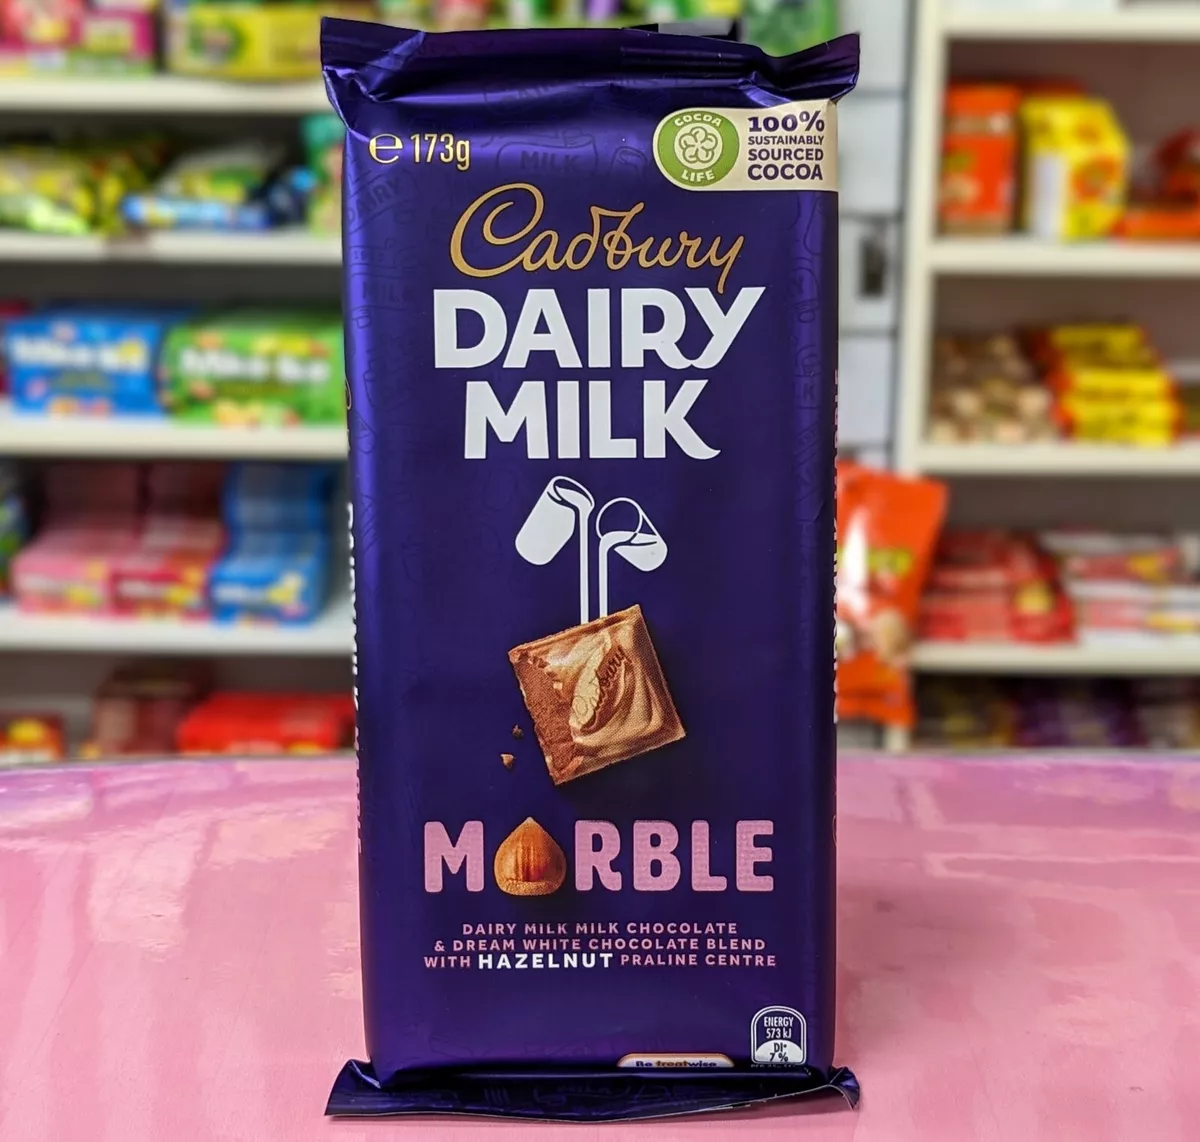 ℮ 173g
COCOA
LIFE
100%
SUSTAINABLY
SOURCED
COCOA
Cadbury
DAIRY
MILK
Cadbury
MARBLE
DAIRY MILK MILK CHOCOLATE
& DREAM WHITE CHOCOLATE BLEND
WITH HAZELNUT PRALINE CENTRE
ENERGY
573 kJ
DI*
7%
Be treatwise